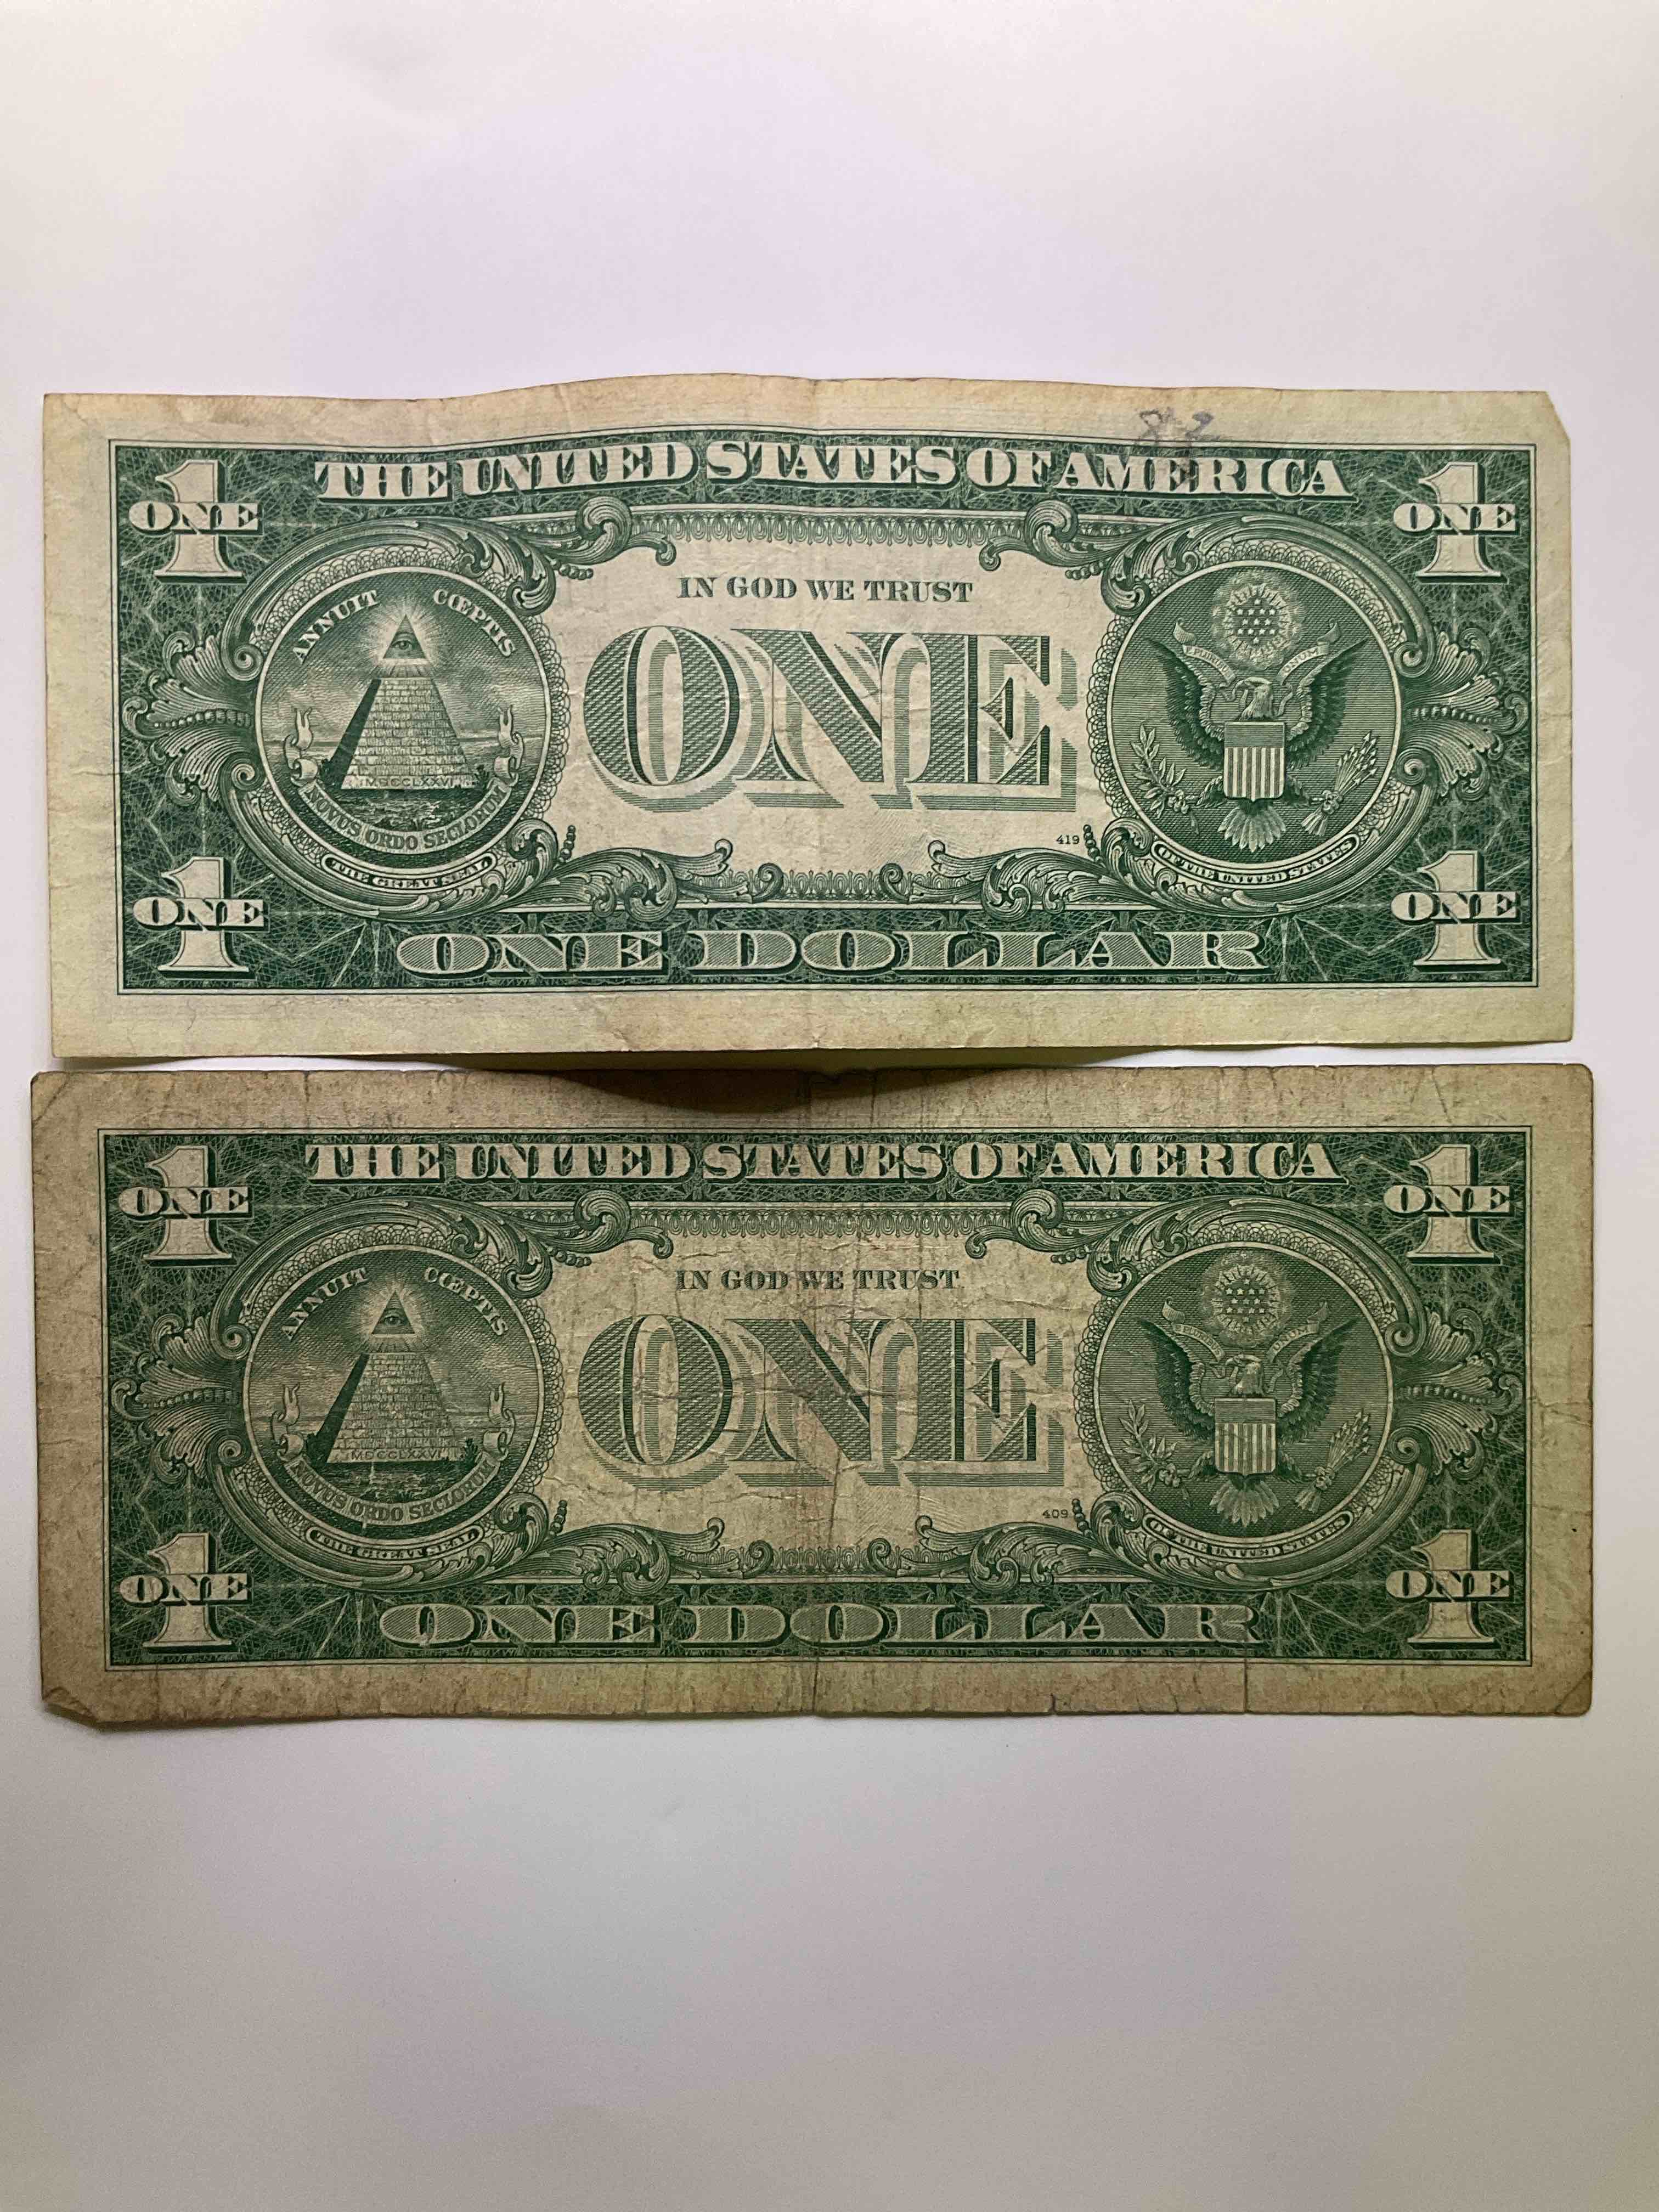 THE UNITED STATES OF AMERICA
1 ONE
1 ONE
IN GOD WE TRUST
ANNUIT CŒPTIS
ONE
E PLURIBUS UNUM
MDCCLXXVI
NOVUS ORDO SECLORUM
419
THE GREAT SEAL
OF THE UNITED STATES
1 ONE
1 ONE
ONE DOLLAR
THE UNITED STATES OF AMERICA
1 ONE
1 ONE
IN GOD WE TRUST
ANNUIT CŒPTIS
ONE
MDCCLXXVI
NOVUS ORDO SECLORUM
409
THE GREAT SEAL
OF THE UNITED STATES
1 ONE
1 ONE
ONE DOLLAR